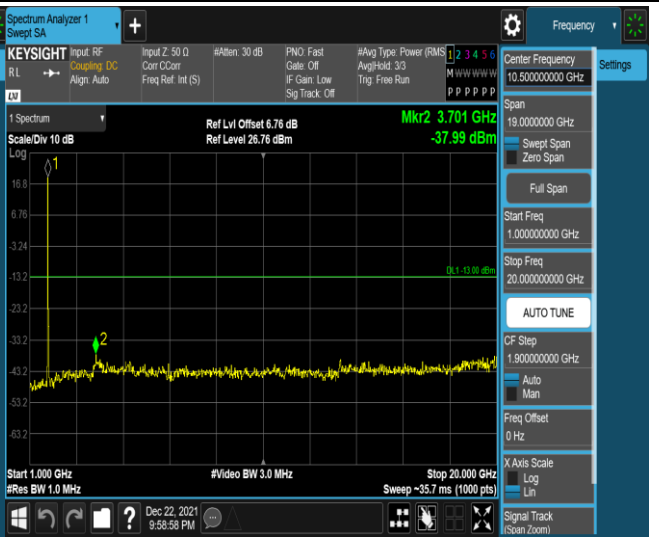 Spectrum Analyzer 1
Swept SA
Frequency
KEYSIGHT
Input: RF
Coupling: DC
Align: Auto
RL
LXI
Input Z: 50 Ω
Corr CCorr
Freq Ref: Int (S)
#Atten: 30 dB
PNO: Fast
Gate: Off
IF Gain: Low
Sig Track: Off
#Avg Type: Power (RMS
Avg|Hold: 3/3
Trig: Free Run
1 2 3 4 5 6
M W W W W W
P P P P P P
1 Spectrum
Scale/Div 10 dB
Log
Ref Lvl Offset 6.76 dB
Ref Level 26.76 dBm
Mkr2 3.701 GHz
-37.99 dBm
1
16.8
6.76
-3.24
-13.2
DL1 -13.00 dBm
-23.2
-33.2
2
-43.2
-53.2
-63.2
Start 1.000 GHz
#Res BW 1.0 MHz
#Video BW 3.0 MHz
Stop 20.000 GHz
Sweep ~35.7 ms (1000 pts)
Dec 22, 2021
9:58:58 PM
Settings
Center Frequency
10.500000000 GHz
Span
19.0000000 GHz
Swept Span
Zero Span
Full Span
Start Freq
1.000000000 GHz
Stop Freq
20.000000000 GHz
AUTO TUNE
CF Step
1.900000000 GHz
Auto
Man
Freq Offset
0 Hz
X Axis Scale
Log
Lin
Signal Track
(Span Zoom)